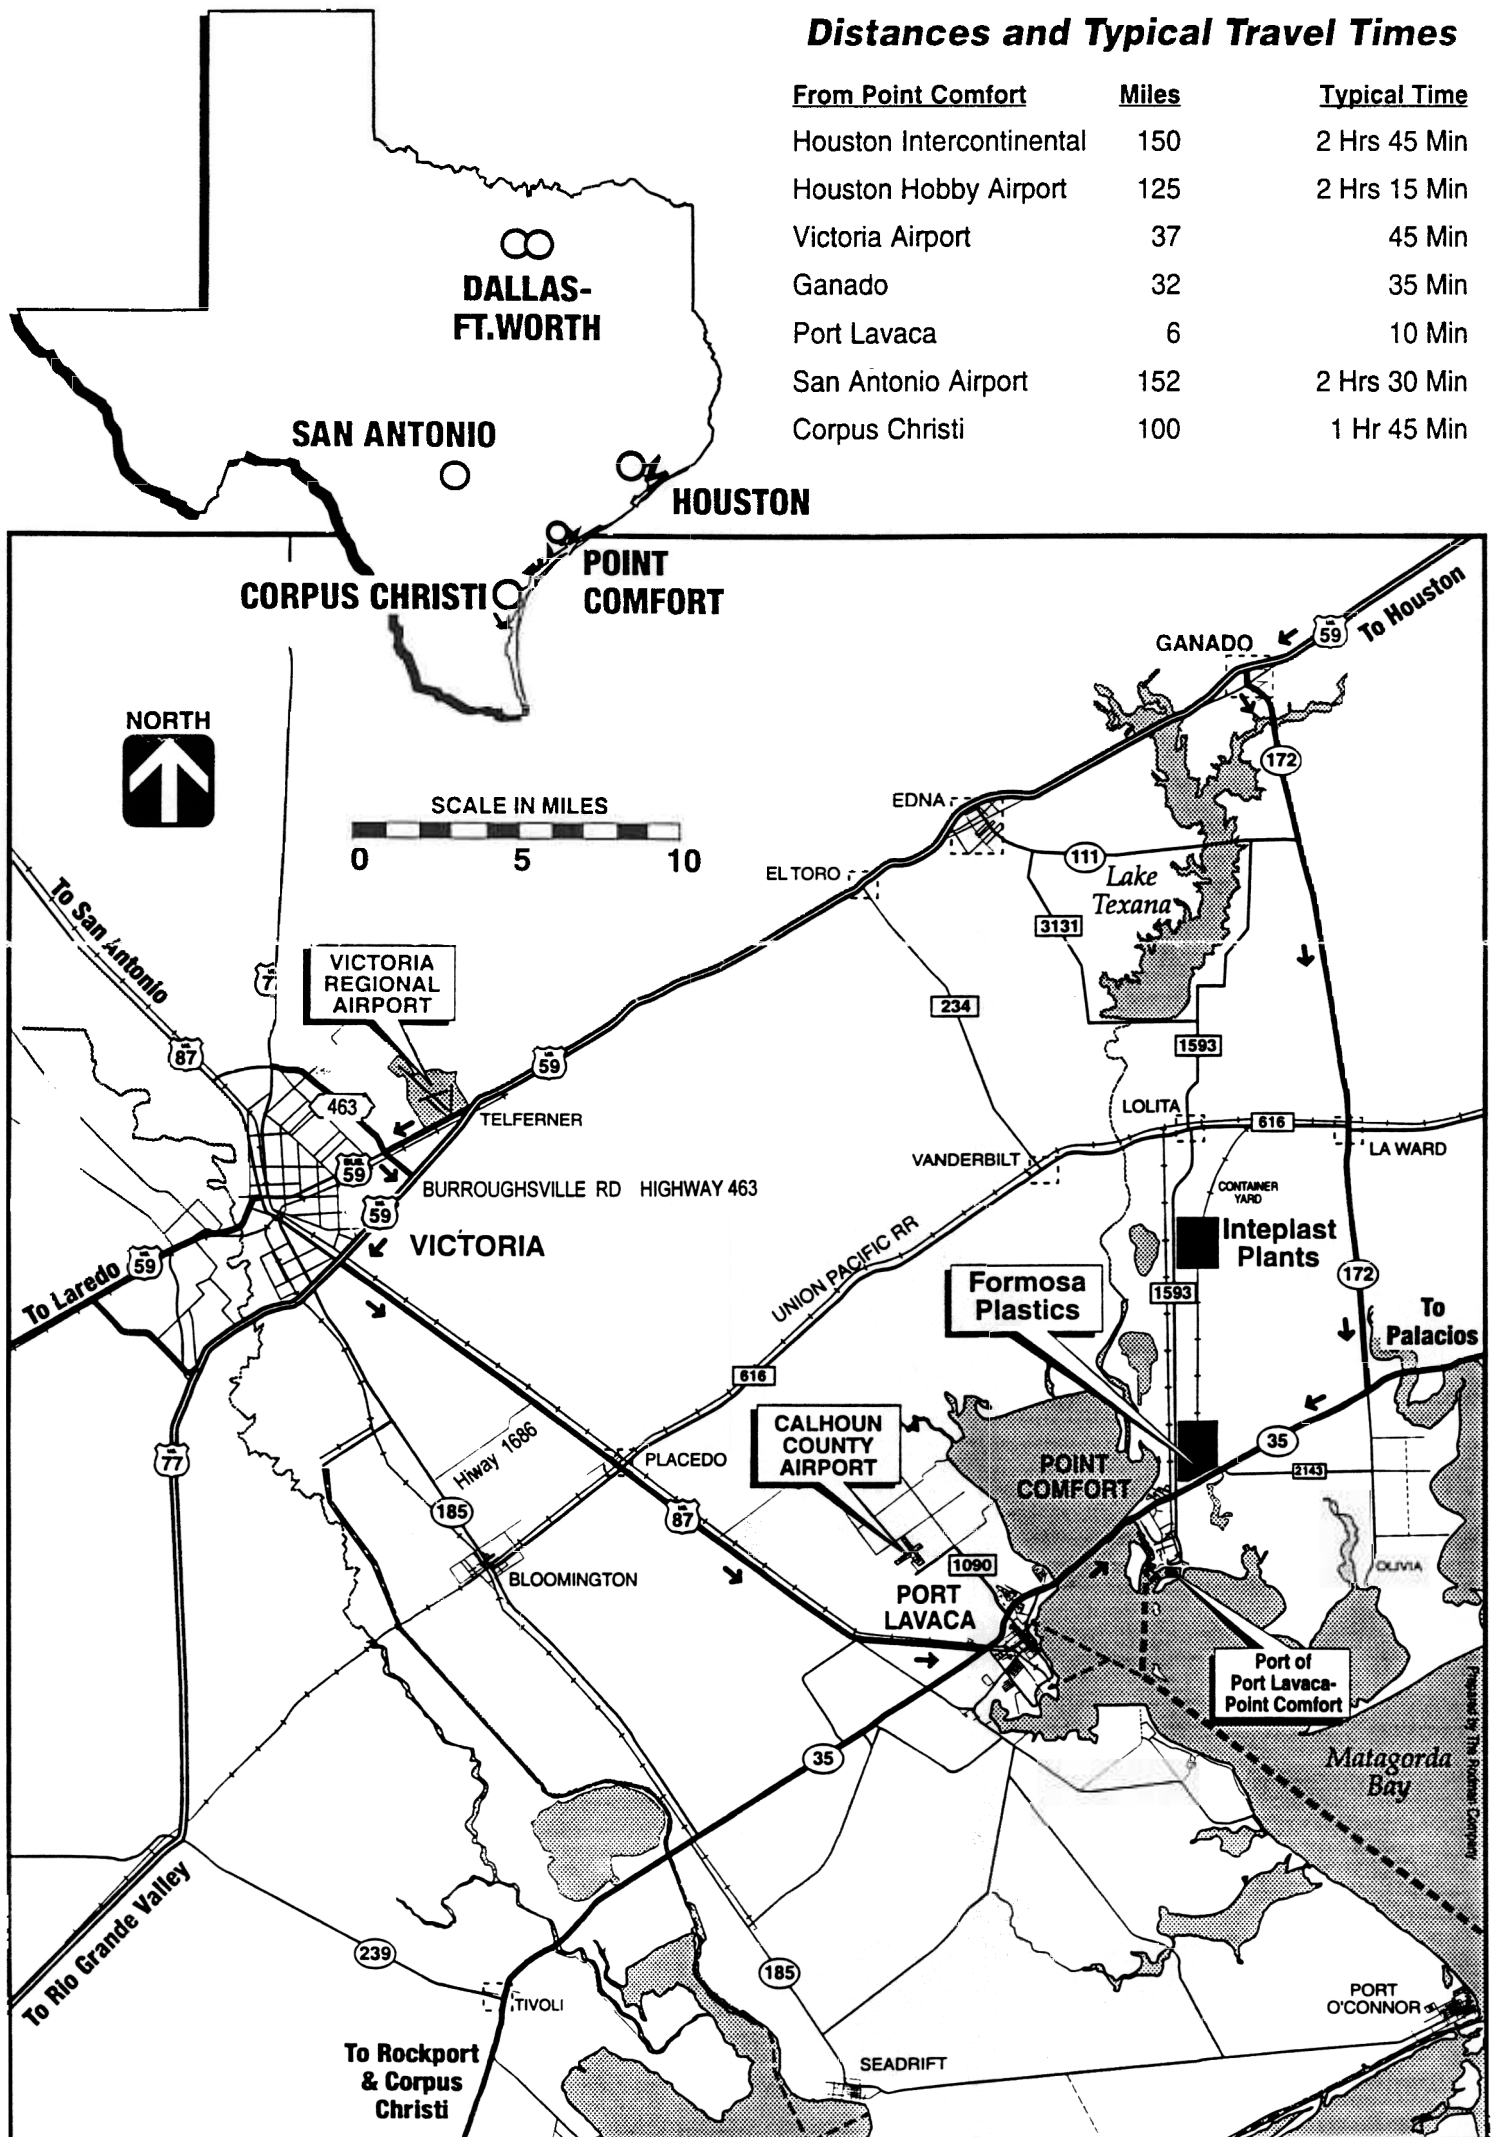 Distances and Typical Travel Times
From Point Comfort Miles Typical Time
Houston Intercontinental 150 2 Hrs 45 Min
Houston Hobby Airport 125 2 Hrs 15 Min
Victoria Airport 37 45 Min
Ganado 32 35 Min
Port Lavaca 6 10 Min
San Antonio Airport 152 2 Hrs 30 Min
Corpus Christi 100 1 Hr 45 Min
DALLAS-
FT.WORTH
SAN ANTONIO
HOUSTON
POINT
COMFORT
CORPUS CHRISTI
To Houston
59
GANADO
NORTH
172
SCALE IN MILES
0 5 10
EDNA
EL TORO
111
Lake
Texana
3131
To San Antonio
VICTORIA
REGIONAL
AIRPORT
234
87
59
1593
463
TELFERNER
LOLITA
616
LA WARD
VANDERBILT
59
BURROUGHSVILLE RD HIGHWAY 463
CONTAINER
YARD
59
VICTORIA
Inteplast
Plants
UNION PACIFIC RR
To Laredo
59
Formosa
Plastics
1593
172
To
Palacios
616
CALHOUN
COUNTY
AIRPORT
35
77
Hiway 1686
PLACEDO
POINT
COMFORT
2143
185
87
1090
OLIVIA
BLOOMINGTON
PORT
LAVACA
Port of
Port Lavaca-
Point Comfort
35
Matagorda
Bay
Prepared by The Rodman Company
To Rio Grande Valley
239
185
TIVOLI
PORT
O'CONNOR
To Rockport
& Corpus
Christi
SEADRIFT